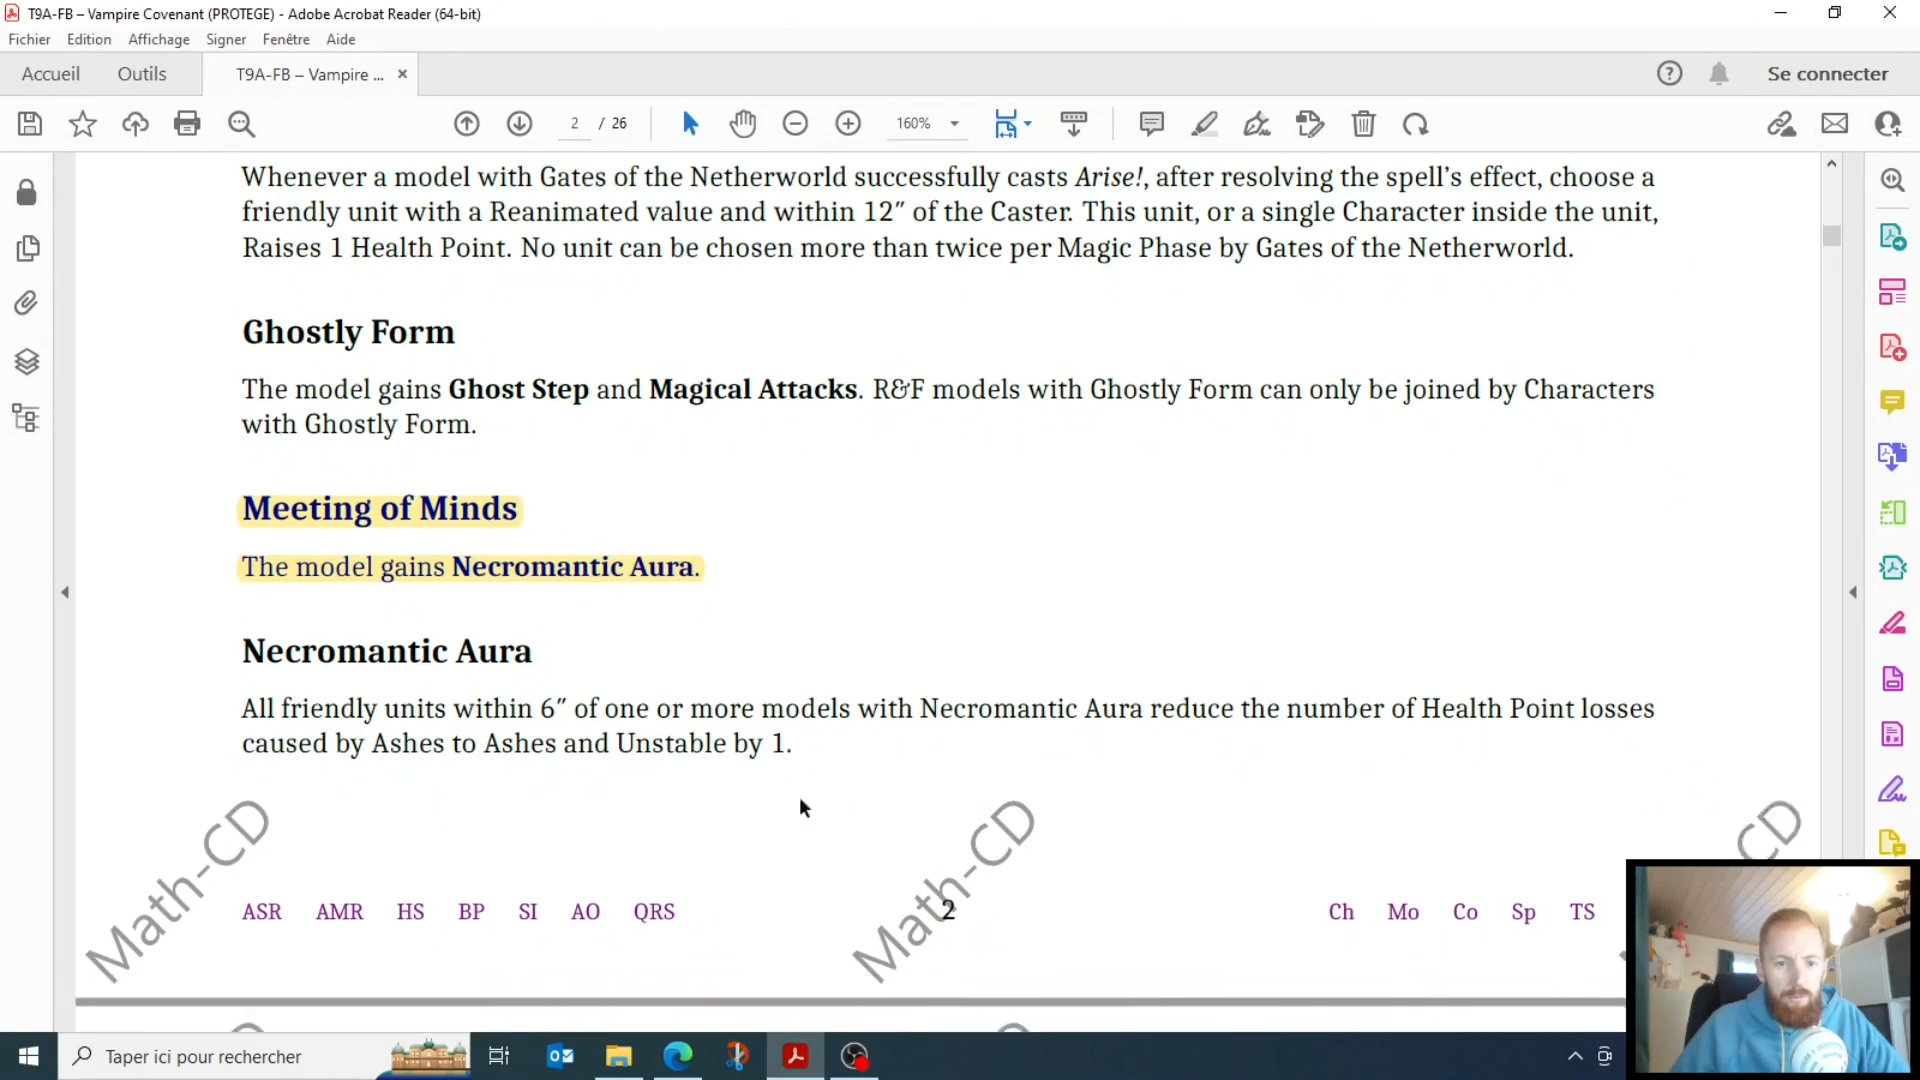 T9A-FB – Vampire Covenant (PROTEGE) - Adobe Acrobat Reader (64-bit)
Fichier Edition Affichage Signer Fenêtre Aide
Accueil Outils T9A-FB – Vampire ... × Se connecter
2 / 26 160%
Whenever a model with Gates of the Netherworld successfully casts Arise!, after resolving the spell’s effect, choose a
friendly unit with a Reanimated value and within 12″ of the Caster. This unit, or a single Character inside the unit,
Raises 1 Health Point. No unit can be chosen more than twice per Magic Phase by Gates of the Netherworld.
Ghostly Form
The model gains Ghost Step and Magical Attacks. R&F models with Ghostly Form can only be joined by Characters
with Ghostly Form.
Meeting of Minds
The model gains Necromantic Aura.
Necromantic Aura
All friendly units within 6″ of one or more models with Necromantic Aura reduce the number of Health Point losses
caused by Ashes to Ashes and Unstable by 1.
Math-CD Math-CD CD
ASR AMR HS BP SI AO QRS 2 Ch Mo Co Sp TS
Taper ici pour rechercher